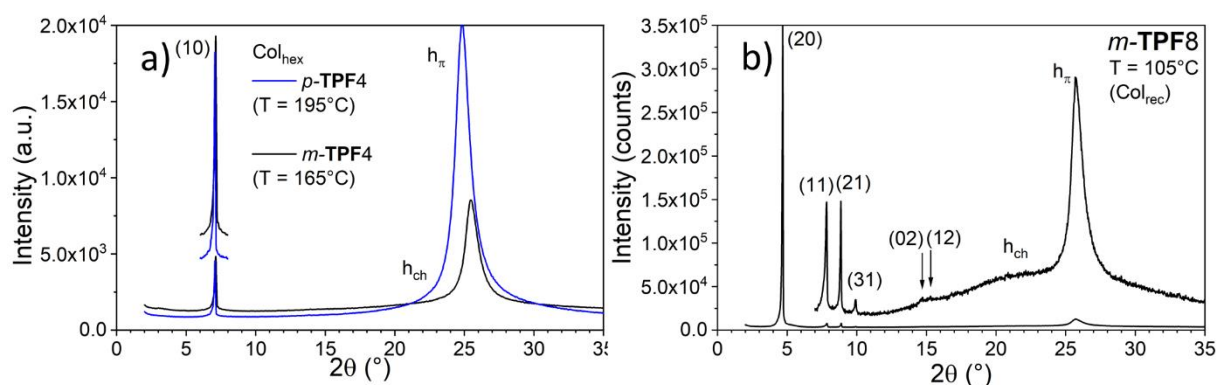 a)
(10)
Col_hex
p-TPF4
(T = 195°C)
m-TPF4
(T = 165°C)
h_π
h_ch
Intensity (a.u.)
2.0x10⁴
1.5x10⁴
1.0x10⁴
5.0x10³
0.0
0 5 10 15 20 25 30 35
2θ (°)
b)
(20)
m-TPF8
T = 105°C
(Col_rec)
h_π
(11) (21)
(31)
(02) (12)
h_ch
Intensity (counts)
3.5x10⁵
3.0x10⁵
2.5x10⁵
2.0x10⁵
1.5x10⁵
1.0x10⁵
5.0x10⁴
0.0
0 5 10 15 20 25 30 35
2θ (°)